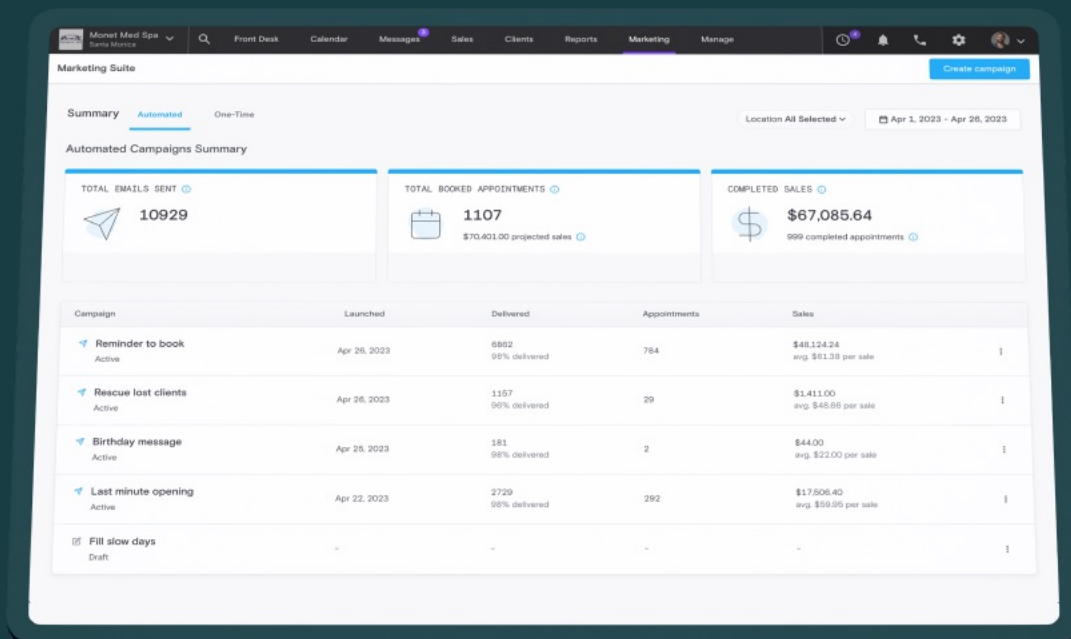 Monet Med Spa
Santa Monica
Front Desk
Calendar
Messages
Sales
Clients
Reports
Marketing
Manage
Marketing Suite
Create campaign
Summary
Automated
One-Time
Location All Selected
Apr 1, 2023 - Apr 26, 2023
Automated Campaigns Summary
TOTAL EMAILS SENT
10929
TOTAL BOOKED APPOINTMENTS
1107
$70,401.00 projected sales
COMPLETED SALES
$67,085.64
999 completed appointments
Campaign Launched Delivered Appointments Sales
Reminder to book
Active
Apr 26, 2023
6862
98% delivered
784
$48,124.24
avg. $61.38 per sale
Rescue lost clients
Active
Apr 26, 2023
1157
96% delivered
29
$1,411.00
avg. $48.66 per sale
Birthday message
Active
Apr 25, 2023
181
98% delivered
2
$44.00
avg. $22.00 per sale
Last minute opening
Active
Apr 22, 2023
2729
98% delivered
292
$17,506.40
avg. $59.95 per sale
Fill slow days
Draft
-
-
-
-